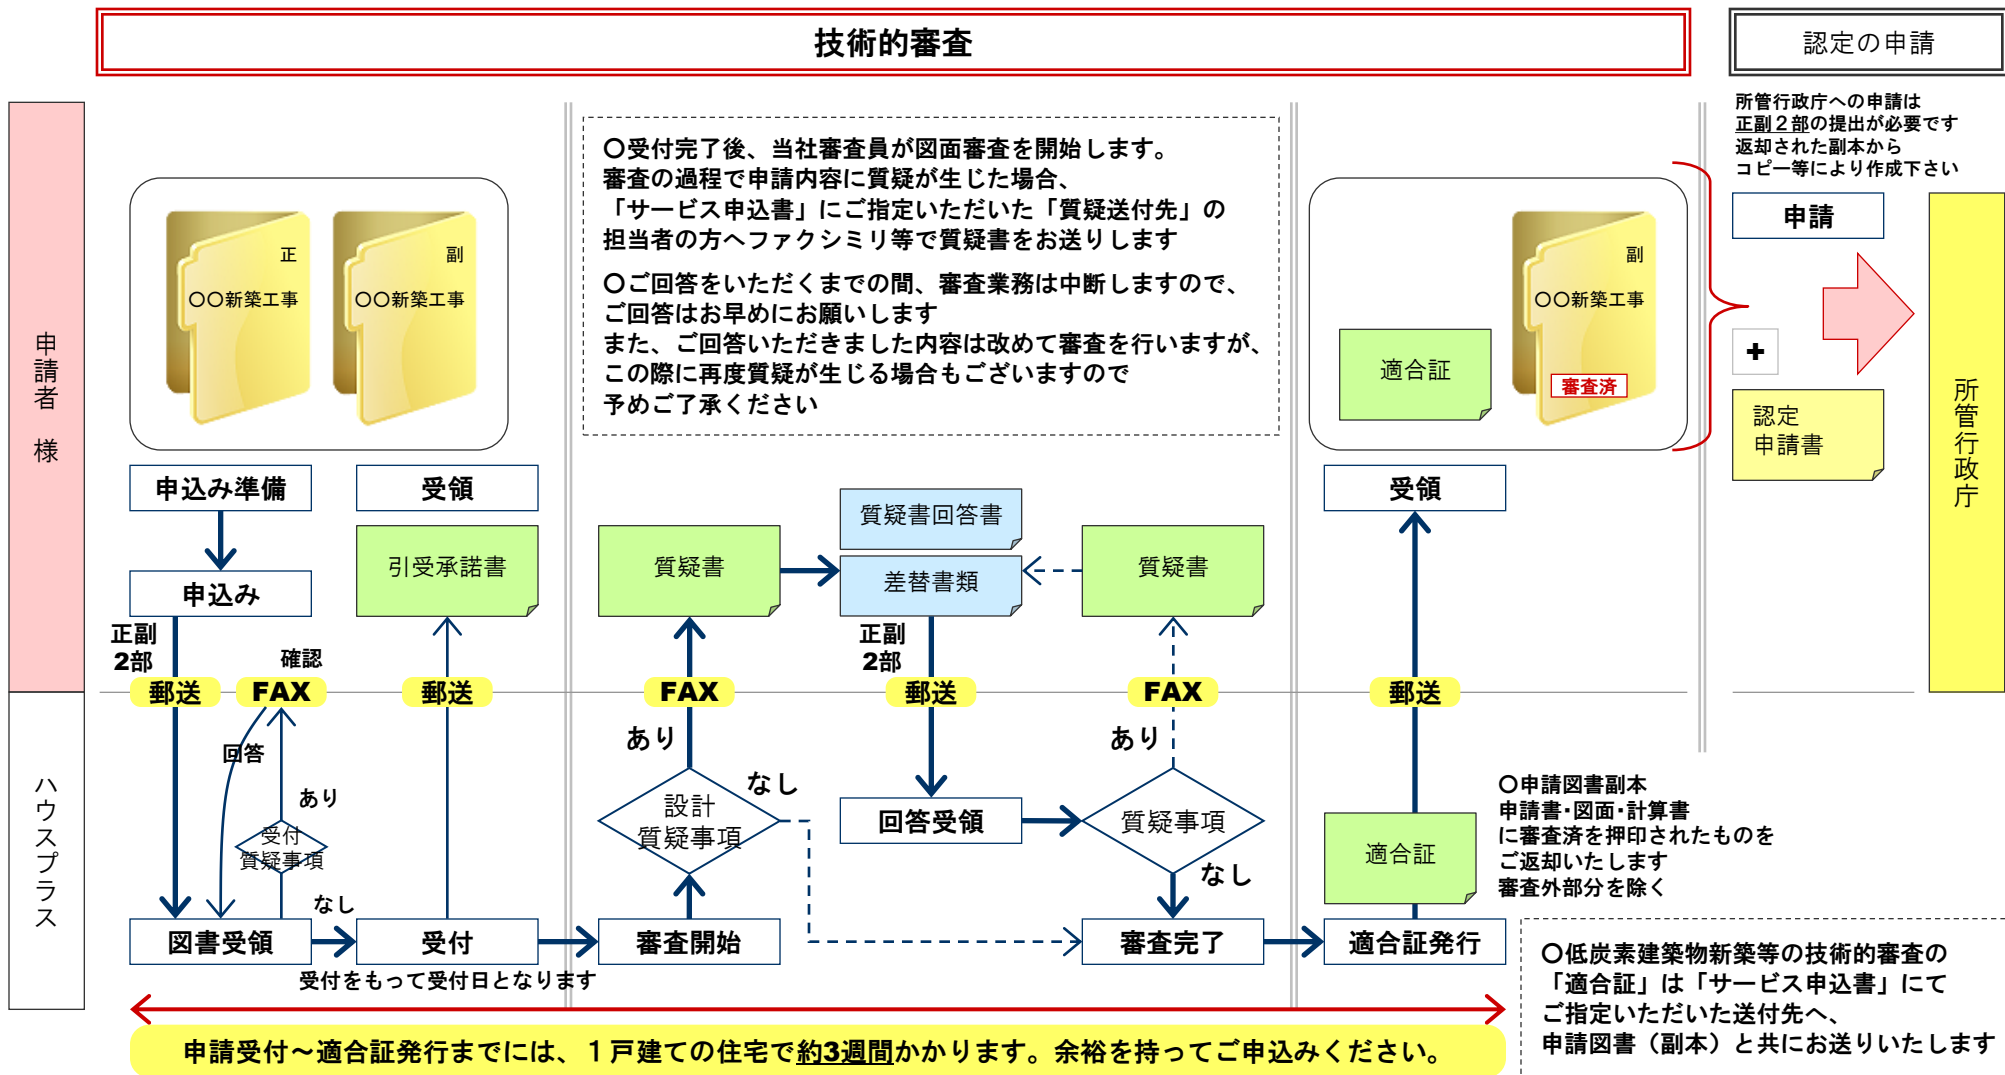 技術的審査
認定の申請
所管行政庁への申請は
正副２部の提出が必要です
返却された副本から
コピー等により作成下さい
申請者　様
正
〇〇新築工事
副
〇〇新築工事
〇受付完了後、当社審査員が図面審査を開始します。
審査の過程で申請内容に質疑が生じた場合、
「サービス申込書」にご指定いただいた「質疑送付先」の
担当者の方へファクシミリ等で質疑書をお送りします
〇ご回答をいただくまでの間、審査業務は中断しますので、
ご回答はお早めにお願いします
また、ご回答いただきました内容は改めて審査を行いますが、
この際に再度質疑が生じる場合もございますので
予めご了承ください
適合証
副
〇〇新築工事
審査済
申請
+
認定
申請書
所管行政庁
申込み準備
受領
質疑書回答書
受領
引受承諾書
質疑書
差替書類
質疑書
申込み
正副
2部
確認
正副
2部
郵送
FAX
郵送
FAX
郵送
FAX
郵送
ハウスプラス
回答
あり
受付
質疑事項
あり
設計
質疑事項
なし
回答受領
あり
質疑事項
なし
適合証
〇申請図書副本
申請書・図面・計算書
に審査済を押印されたものを
ご返却いたします
審査外部分を除く
図書受領
なし
受付
審査開始
審査完了
適合証発行
受付をもって受付日となります
〇低炭素建築物新築等の技術的審査の
「適合証」は「サービス申込書」にて
ご指定いただいた送付先へ、
申請図書（副本）と共にお送りいたします
申請受付～適合証発行までには、１戸建ての住宅で約3週間かかります。余裕を持ってご申込みください。